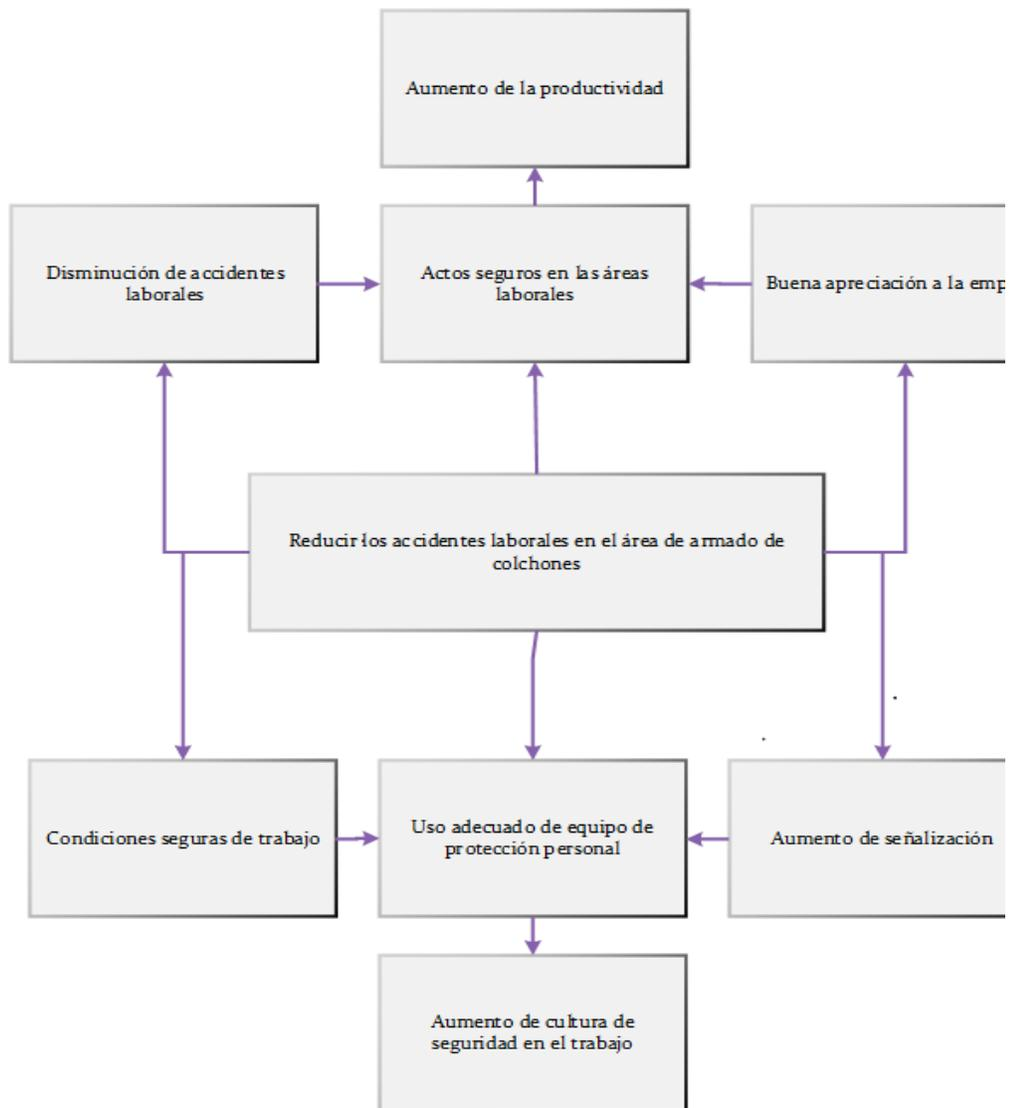 Aumento de la productividad
Disminución de accidentes
laborales
Actos seguros en las áreas
laborales
Buena apreciación a la emp
Reducir los accidentes laborales en el área de armado de
colchones
Condiciones seguras de trabajo
Uso adecuado de equipo de
protección personal
Aumento de señalización
Aumento de cultura de
seguridad en el trabajo